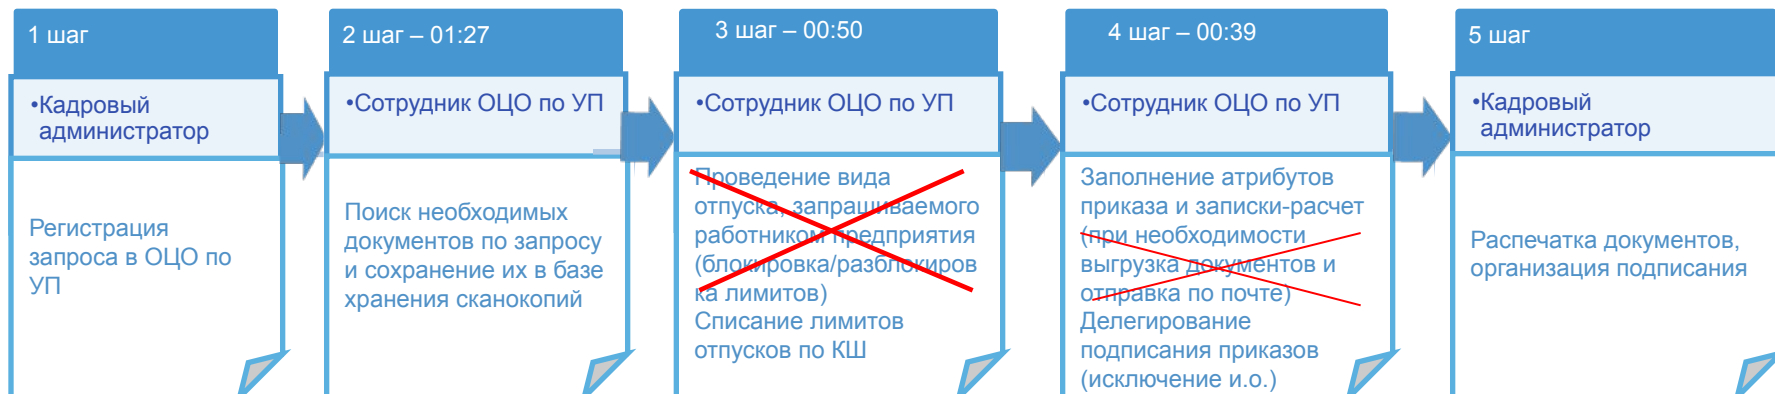 1 шаг
•Кадровый
администратор
Регистрация
запроса в ОЦО по
УП
2 шаг – 01:27
•Сотрудник ОЦО по УП
Поиск необходимых
документов по запросу
и сохранение их в базе
хранения сканокопий
3 шаг – 00:50
•Сотрудник ОЦО по УП
Проведение вида
отпуска, запрашиваемого
работником предприятия
(блокировка/разблокиров
ка лимитов)
Списание лимитов
отпусков по КШ
4 шаг – 00:39
•Сотрудник ОЦО по УП
Заполнение атрибутов
приказа и записки-расчет
(при необходимости
выгрузка документов и
отправка по почте)
Делегирование
подписания приказов
(исключение и.о.)
5 шаг
•Кадровый
администратор
Распечатка документов,
организация подписания